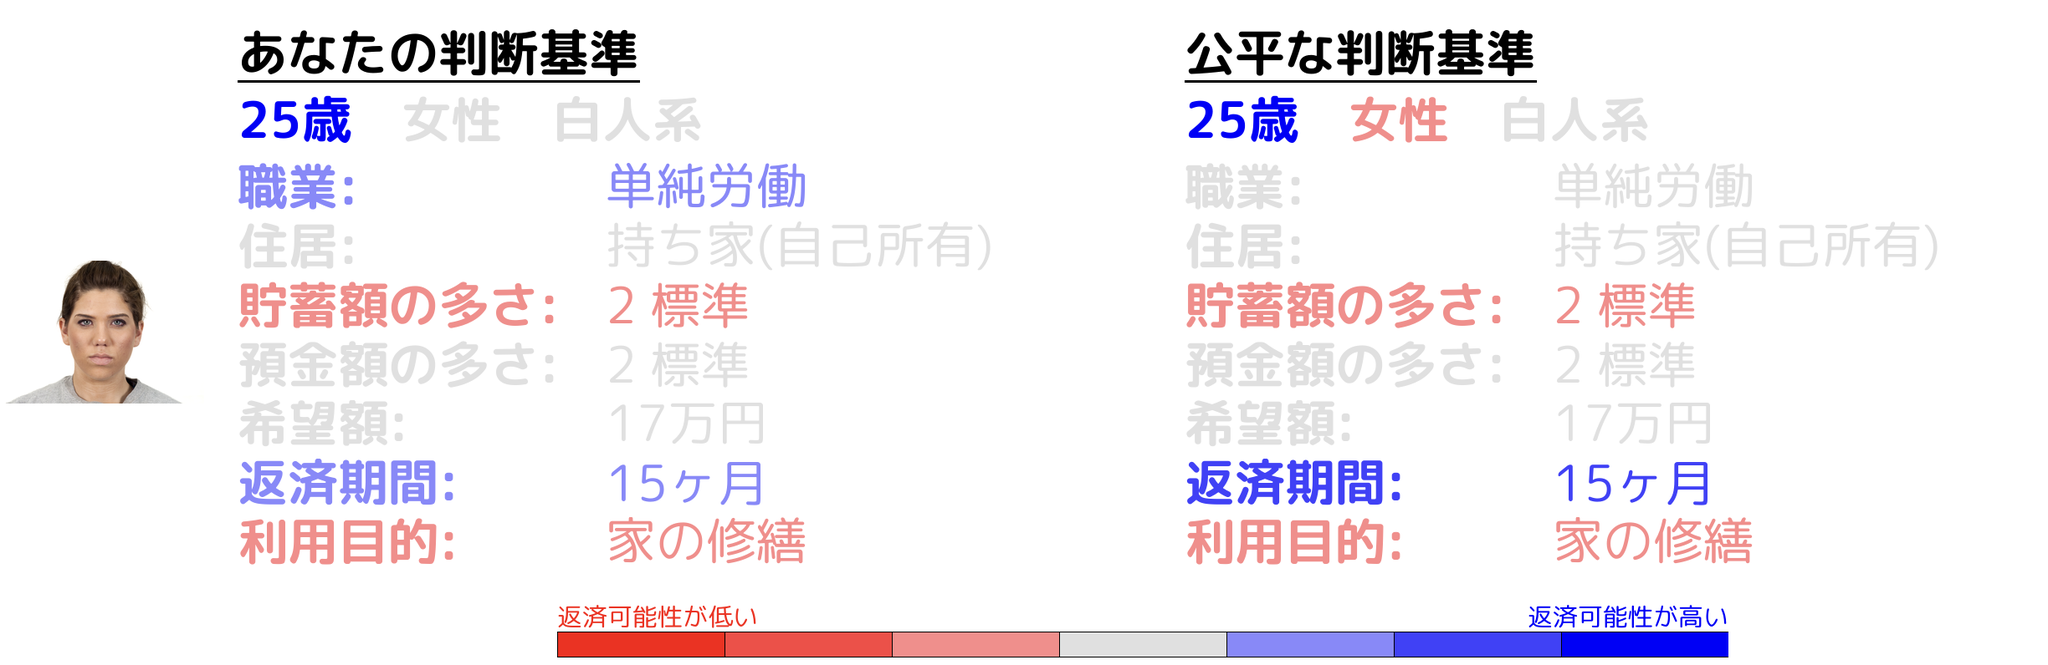 あなたの判断基準
25歳 女性 白人系
職業: 単純労働
住居: 持ち家(自己所有)
貯蓄額の多さ: 2 標準
預金額の多さ: 2 標準
希望額: 17万円
返済期間: 15ヶ月
利用目的: 家の修繕
公平な判断基準
25歳 女性 白人系
職業: 単純労働
住居: 持ち家(自己所有)
貯蓄額の多さ: 2 標準
預金額の多さ: 2 標準
希望額: 17万円
返済期間: 15ヶ月
利用目的: 家の修繕
返済可能性が低い
返済可能性が高い